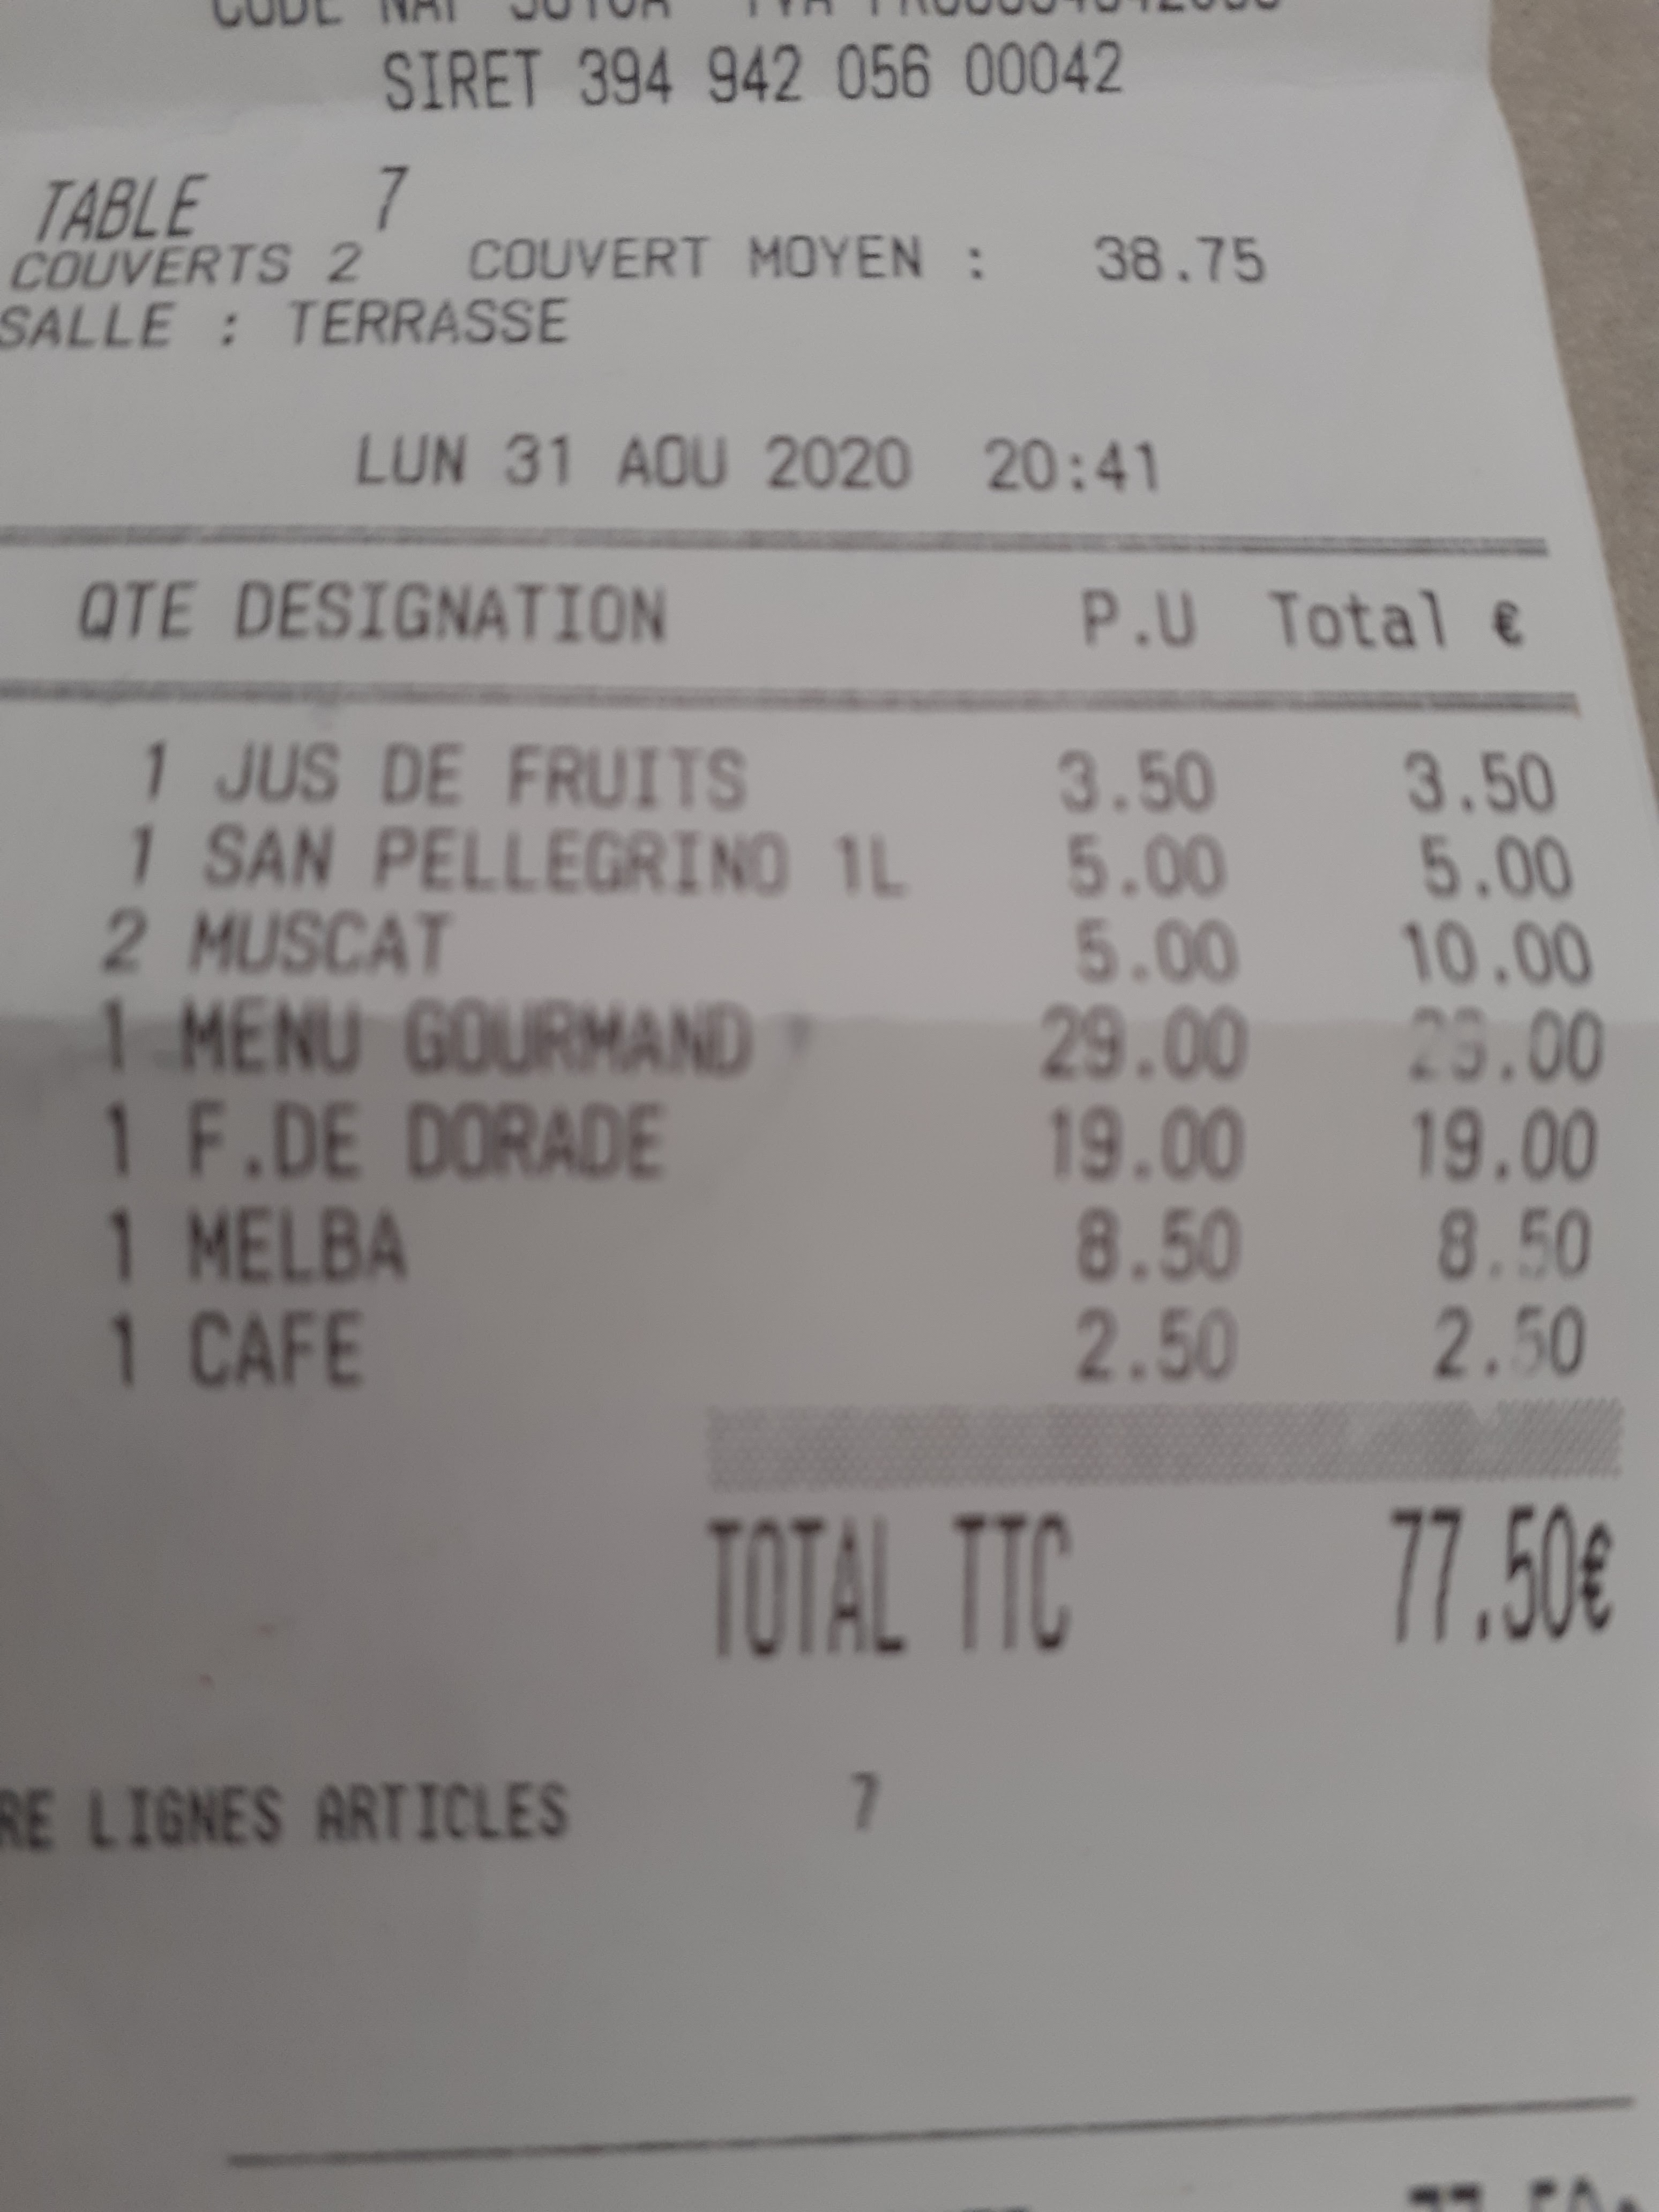 SIRET 394 942 056 00042
TABLE 7
COUVERTS 2 COUVERT MOYEN : 38.75
SALLE : TERRASSE
LUN 31 AOU 2020 20:41
QTE DESIGNATION P.U Total €
1 JUS DE FRUITS 3.50 3.50
1 SAN PELLEGRINO 1L 5.00 5.00
2 MUSCAT 5.00 10.00
1 MENU GOURMAND 29.00 29.00
1 F.DE DORADE 19.00 19.00
1 MELBA 8.50 8.50
1 CAFE 2.50 2.50
TOTAL TTC 77.50€
RE LIGNES ARTICLES 7